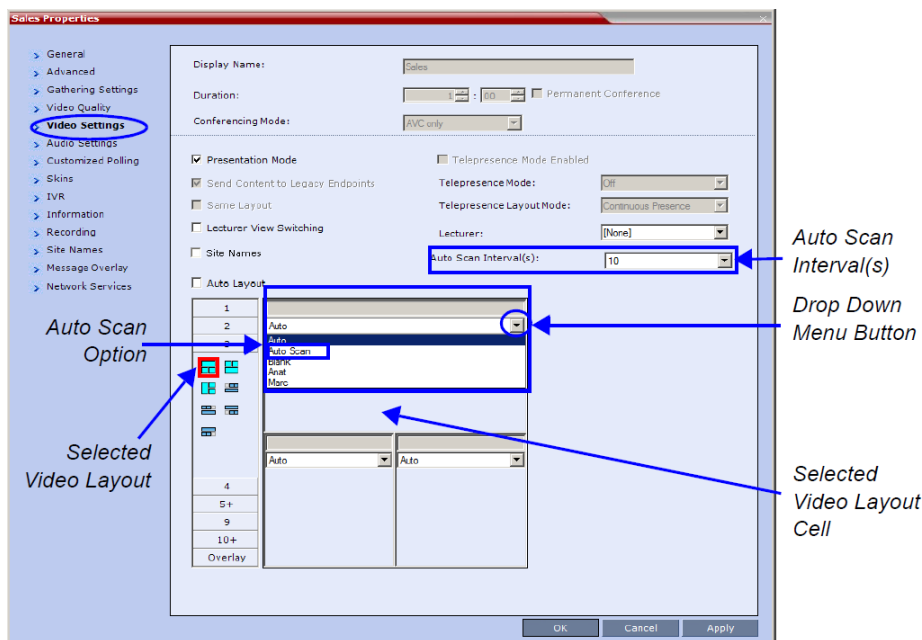 Sales Properties
General
Advanced
Gathering Settings
Video Quality
Video Settings
Audio Settings
Customized Polling
Skins
IVR
Information
Recording
Site Names
Message Overlay
Network Services
Display Name:
Sales
Duration:
1 : 00
Permanent Conference
Conferencing Mode:
AVC only
Presentation Mode
Telepresence Mode Enabled
Send Content to Legacy Endpoints
Telepresence Mode:
Off
Same Layout
Telepresence Layout Mode:
Continuous Presence
Lecturer View Switching
Lecturer:
[None]
Site Names
Auto Scan Interval(s):
10
Auto Layout
1
2
3
4
5+
9
10+
Overlay
Auto
Auto
Auto Scan
Blank
Anat
Marc
Auto
Auto
OK
Cancel
Apply
Auto Scan
Interval(s)
Drop Down
Menu Button
Auto Scan
Option
Selected
Video Layout
Selected
Video Layout
Cell